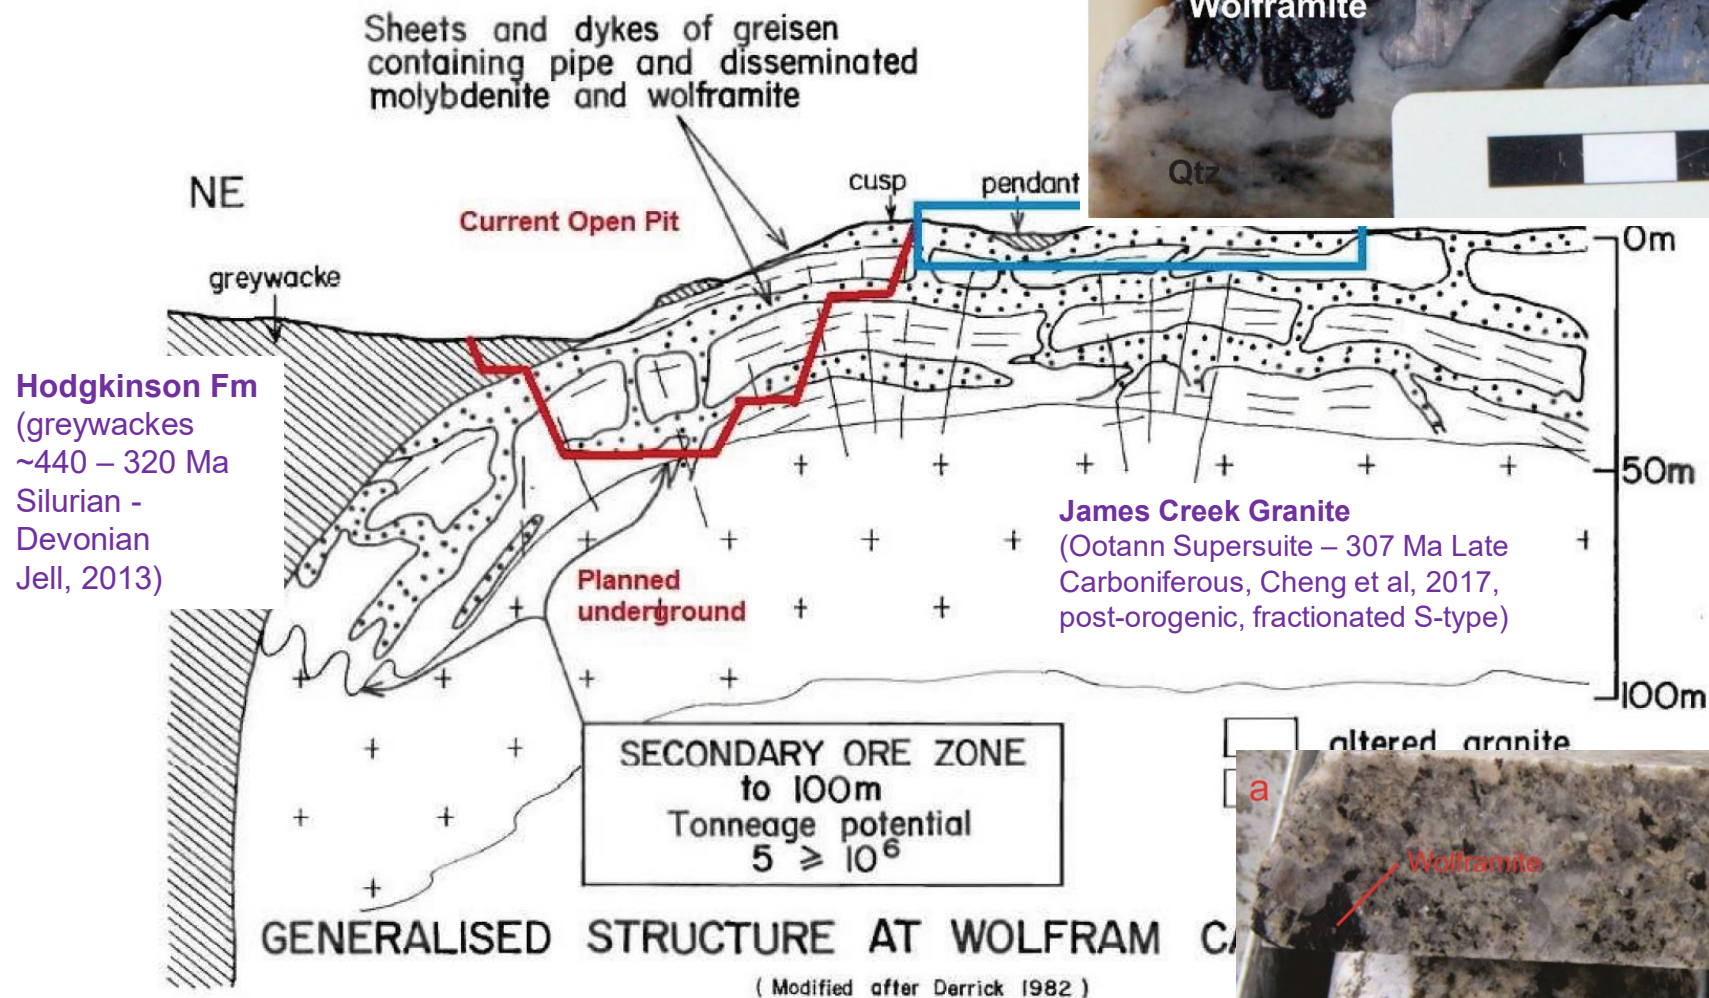 Sheets and dykes of greisen
containing pipe and disseminated
molybdenite and wolframite
Wolframite
Qtz
NE
cusp
pendant
Current Open Pit
greywacke
0m
Hodgkinson Fm
(greywackes
~440 – 320 Ma
Silurian -
Devonian
Jell, 2013)
50m
James Creek Granite
(Ootann Supersuite – 307 Ma Late
Carboniferous, Cheng et al, 2017,
post-orogenic, fractionated S-type)
Planned
underground
100m
SECONDARY ORE ZONE
to 100m
Tonneage potential
5 ⩾ 10⁶
altered granite
a
Wolframite
GENERALISED STRUCTURE AT WOLFRAM
( Modified after Derrick 1982 )